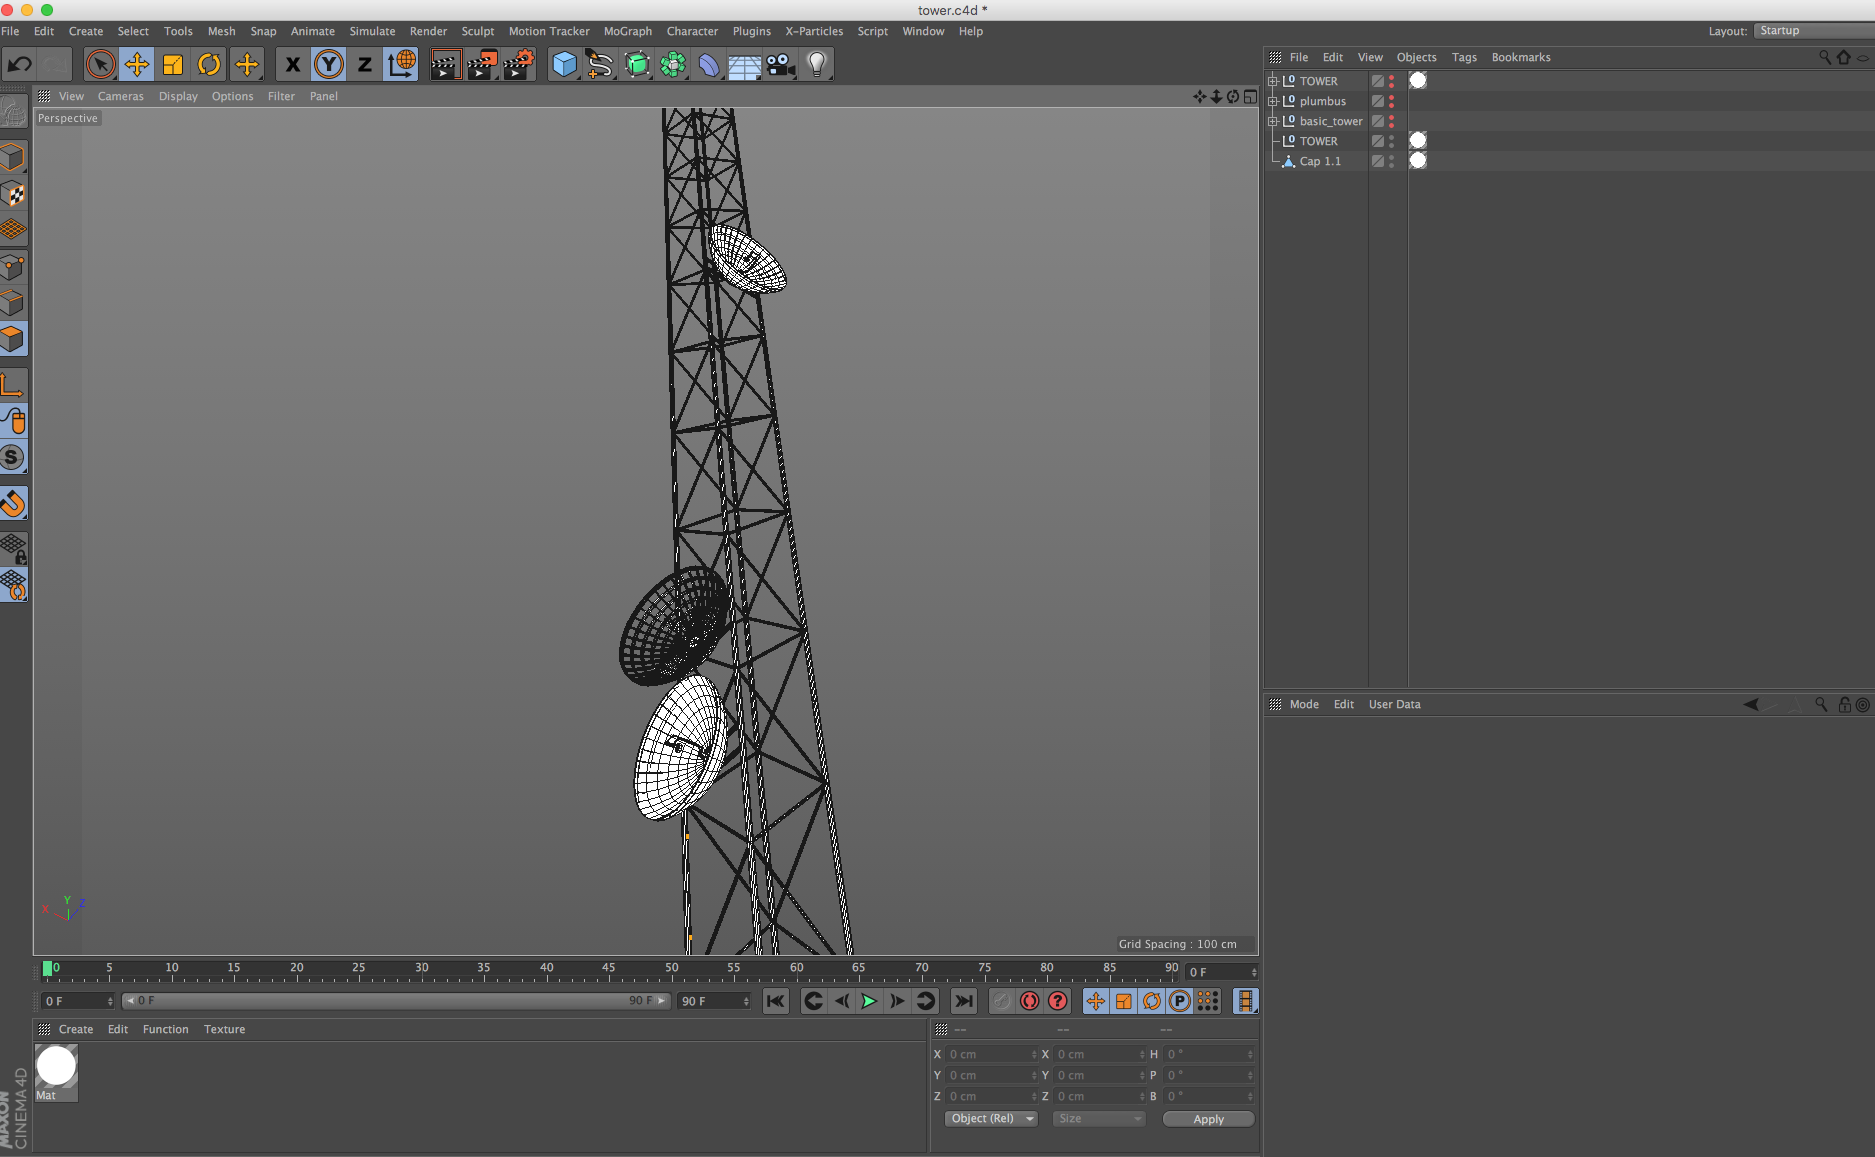 tower.c4d *
File Edit Create Select Tools Mesh Snap Animate Simulate Render Sculpt Motion Tracker MoGraph Character Plugins X-Particles Script Window Help
Layout: Startup
X Y Z
File Edit View Objects Tags Bookmarks
View Cameras Display Options Filter Panel
Perspective
TOWER
plumbus
basic_tower
TOWER
Cap 1.1
S
Mode Edit User Data
Y
X Z
Grid Spacing : 100 cm
0 5 10 15 20 25 30 35 40 45 50 55 60 65 70 75 80 85 90 0 F
0 F 0 F 90 F 90 F ? P
Create Edit Function Texture
-- -- --
X 0 cm X 0 cm H 0 °
Y 0 cm Y 0 cm P 0 °
Z 0 cm Z 0 cm B 0 °
Object (Rel) Size Apply
Mat
MAXON
CINEMA 4D